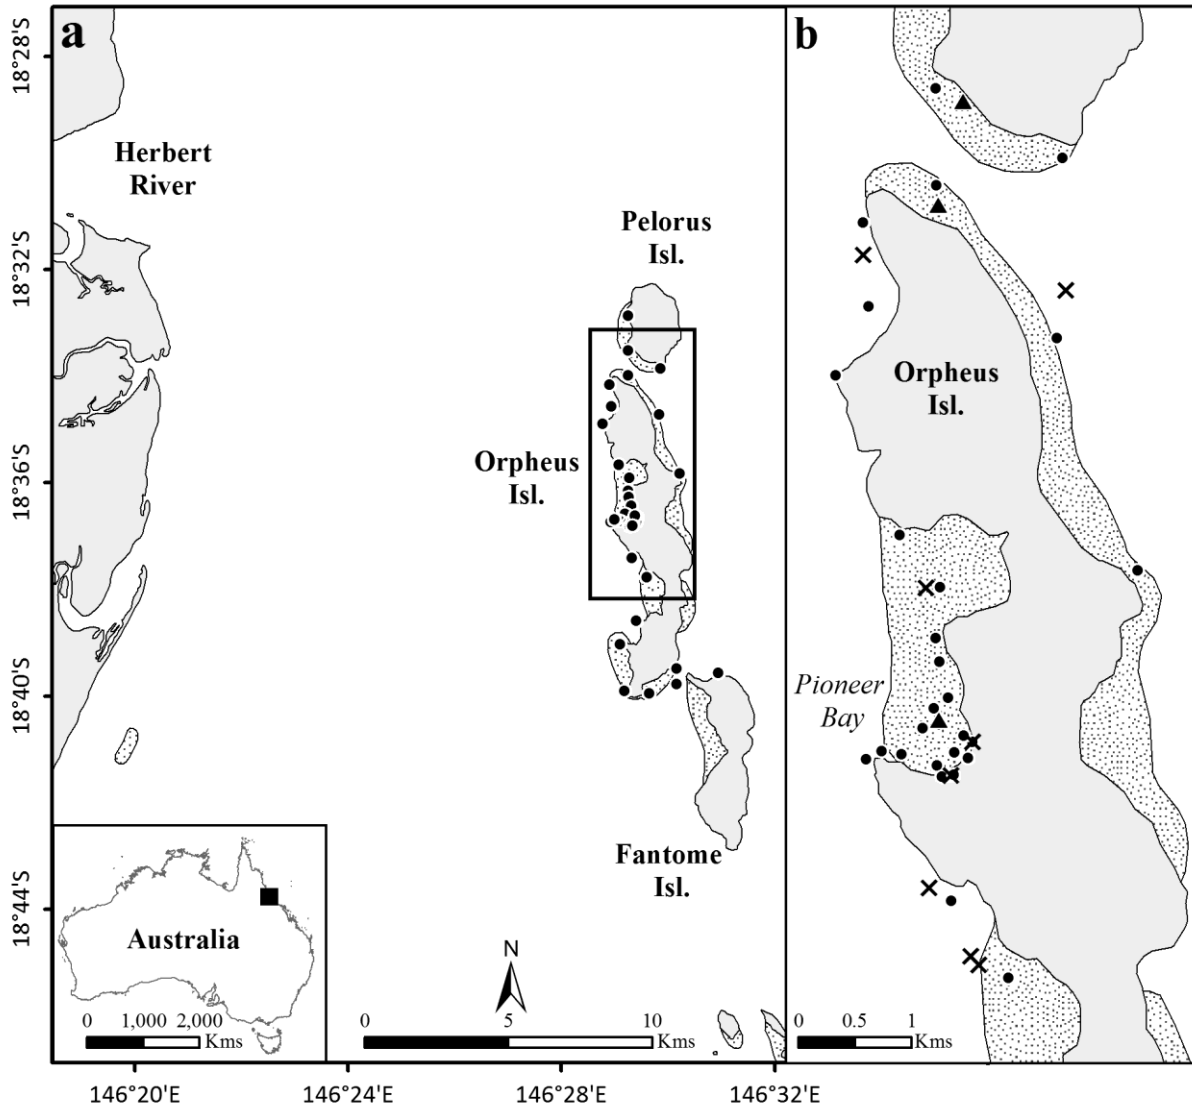 a
b
18°28'S
18°32'S
18°36'S
18°40'S
18°44'S
Herbert
River
Pelorus
Isl.
Orpheus
Isl.
Fantome
Isl.
Australia
0 1,000 2,000
Kms
N
0 5 10
Kms
146°20'E 146°24'E 146°28'E 146°32'E
Orpheus
Isl.
Pioneer
Bay
0 0.5 1
Kms